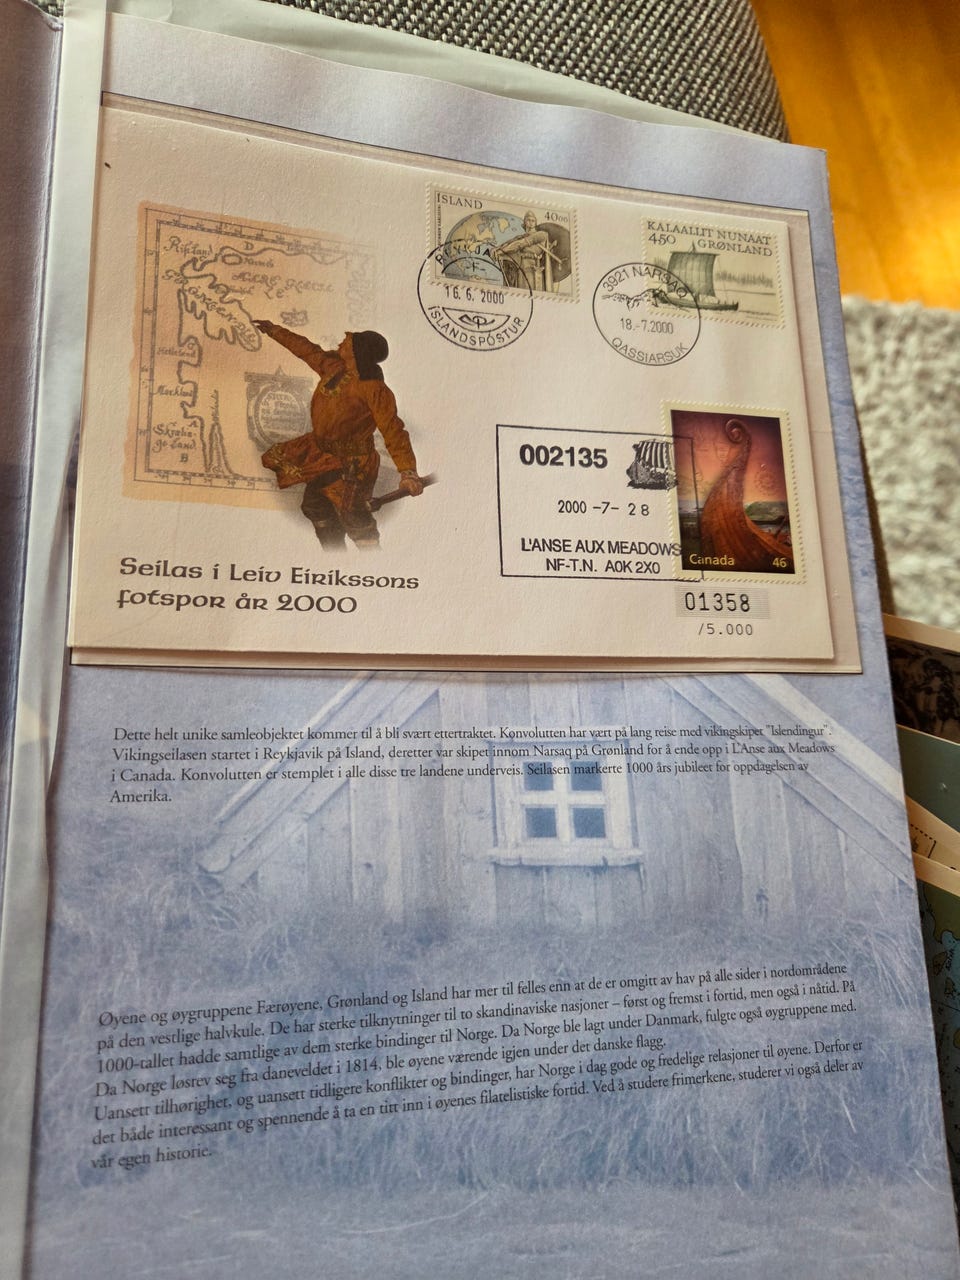 ÍSLAND
4000
REYKJA
-F-
16.6. 2000
ÍSLANDSPÓSTUR
KALAALLIT NUNAAT
450 GRØNLAND
3921 NARSAQ
18.-7.2000
QASSIARSUK
002135
2000 -7- 28
L'ANSE AUX MEADOWS
NF-T.N. A0K 2X0
Canada 46
01358
/5.000
Markland
Land
B
Seilas i Leiv Eiríkssons
fotspor år 2000
Dette helt unike samleobjektet kommer til å bli svært ettertraktet. Konvolutten har vært på lang reise med vikingskipet "Islendingur".
Vikingseilasen startet i Reykjavik på Island, deretter var skipet innom Narsaq på Grønland for å ende opp i L'Anse aux Meadows
i Canada. Konvolutten er stemplet i alle disse tre landene underveis. Seilasen markerte 1000 års jubileet for oppdagelsen av
Amerika.
Øyene og øygruppene Færøyene, Grønland og Island har mer til felles enn at de er omgitt av hav på alle sider i nordområdene
på den vestlige halvkule. De har sterke tilknytninger til to skandinaviske nasjoner – først og fremst i fortid, men også i nåtid. På
1000-tallet hadde samtlige av dem sterke bindinger til Norge. Da Norge ble lagt under Danmark, fulgte også øygruppene med.
Da Norge løsrev seg fra daneveldet i 1814, ble øyene værende igjen under det danske flagg.
Uansett tilhørighet, og uansett tidligere konflikter og bindinger, har Norge i dag gode og fredelige relasjoner til øyene. Derfor er
det både interessant og spennende å ta en titt inn i øyenes filatelistiske fortid. Ved å studere frimerkene, studerer vi også deler av
vår egen historie.